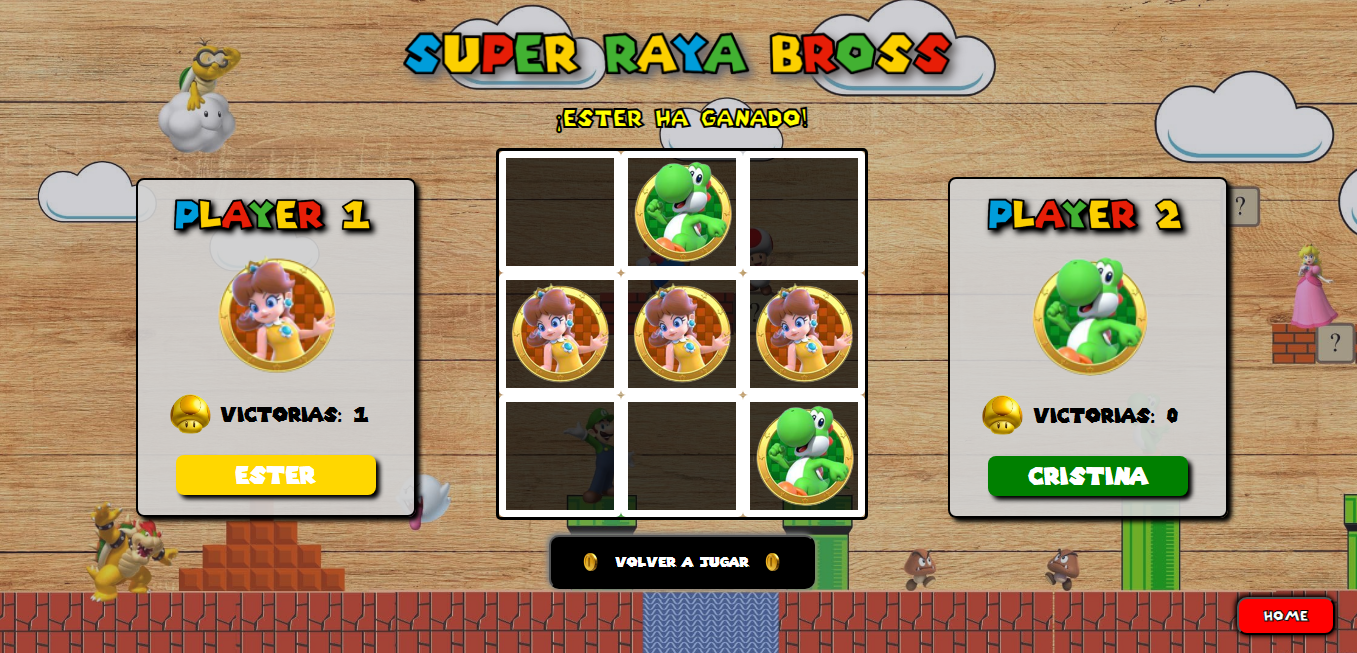 SUPER RAYA BROSS
¡ESTER HA GANADO!
PLAYER 1
VICTORIAS: 1
ESTER
PLAYER 2
VICTORIAS: 0
CRISTINA
?
?
VOLVER A JUGAR
HOME